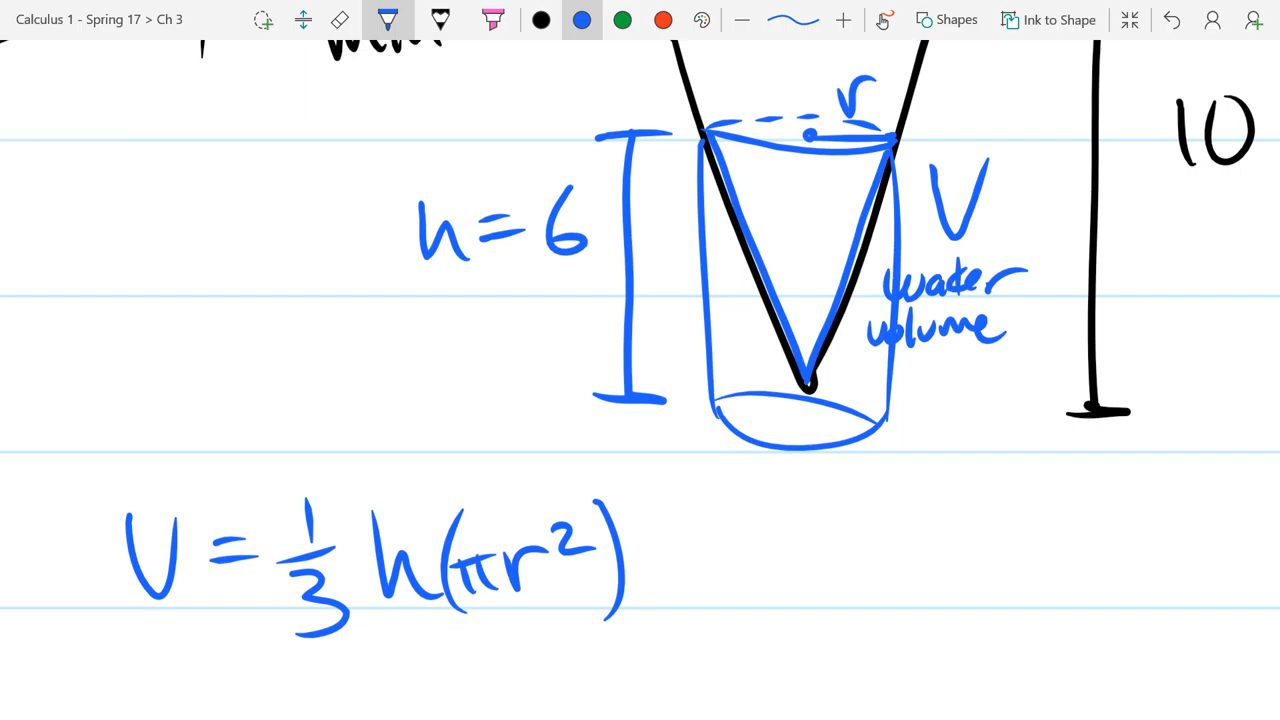 Calculus 1 - Spring 17 > Ch 3
Shapes
Ink to Shape
r
10
h = 6
V
water
volume
V = 1/3 h(πr²)